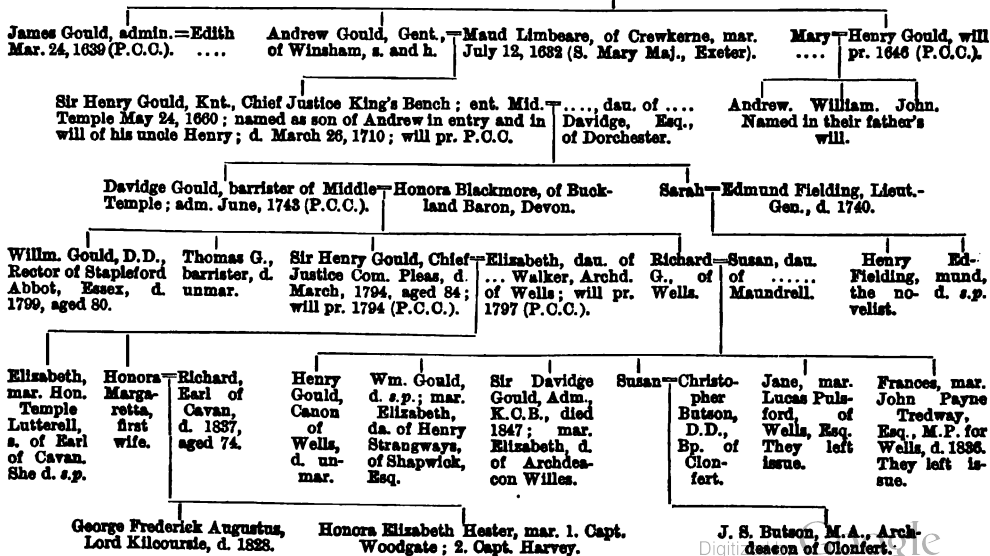 James Gould, admin.=Edith
Mar. 24, 1639 (P.C.C.). ....
Andrew Gould, Gent.,=Maud Limbeare, of Crewkerne, mar.
of Winsham, s. and h. July 12, 1632 (S. Mary Maj., Exeter).
Mary=Henry Gould, will
.... pr. 1646 (P.C.C.).
Sir Henry Gould, Knt., Chief Justice King's Bench; ent. Mid.=...., dau. of ....
Temple May 24, 1660; named as son of Andrew in entry and in Davidge, Esq.,
will of his uncle Henry; d. March 26, 1710; will pr. P.C.C. of Dorchester.
Andrew. William. John.
Named in their father's
will.
Davidge Gould, barrister of Middle=Honora Blackmore, of Buck-
Temple; adm. June, 1743 (P.C.C.). land Baron, Devon.
Sarah=Edmund Fielding, Lieut.-
Gen., d. 1740.
Willm. Gould, D.D.,
Rector of Stapleford
Abbot, Essex, d.
1799, aged 80.
Thomas G.,
barrister, d.
unmar.
Sir Henry Gould, Chief=Elizabeth, dau. of
Justice Com. Pleas, d. ... Walker, Archd.
March, 1794, aged 84; of Wells; will pr.
will pr. 1794 (P.C.C.). 1797 (P.C.C.).
Richard=Susan, dau.
G., of of ......
Wells. Maundrell.
Henry
Fielding,
the no-
velist.
Ed-
mund,
d. s.p.
Elizabeth,
mar. Hon.
Temple
Lutterell,
s. of Earl
of Cavan.
She d. s.p.
Honora=Richard,
Marga- Earl of
retta, Cavan,
first d. 1837,
wife. aged 74.
Henry
Gould,
Canon
of
Wells,
d. un-
mar.
Wm. Gould,
d. s.p.; mar.
Elizabeth,
da. of Henry
Strangways,
of Shapwick,
Esq.
Sir Davidge
Gould, Adm.,
K.C.B., died
1847; mar.
Elizabeth, d.
of Archdea-
con Willes.
Susan=Christo-
pher
Butson,
D.D.,
Bp. of
Clon-
fert.
Jane, mar.
Lucas Puls-
ford, of
Wells, Esq.
They left
issue.
Frances, mar.
John Payne
Tredway,
Esq., M.P. for
Wells, d. 1836.
They left is-
sue.
George Frederick Augustus,
Lord Kilcoursie, d. 1828.
Honora Elizabeth Hester, mar. 1. Capt.
Woodgate; 2. Capt. Harvey.
J. S. Butson, M.A., Arch-
deacon of Clonfert.
Digitiz Google